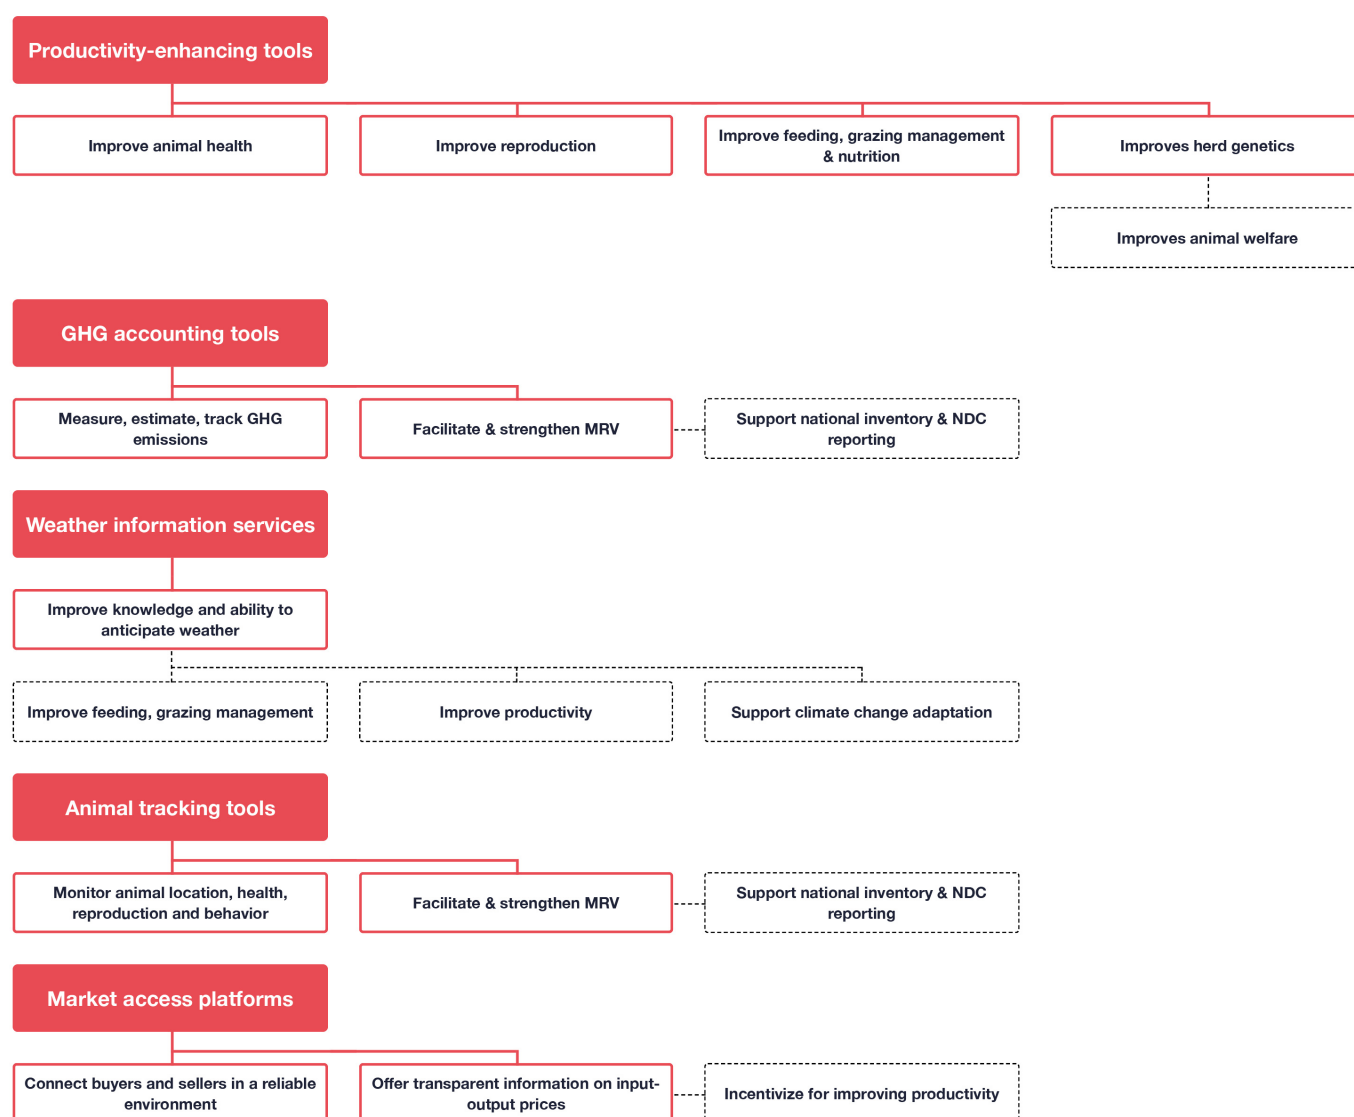 Productivity-enhancing tools
Improve animal health
Improve reproduction
Improve feeding, grazing management
& nutrition
Improves herd genetics
Improves animal welfare
GHG accounting tools
Measure, estimate, track GHG
emissions
Facilitate & strengthen MRV
Support national inventory & NDC
reporting
Weather information services
Improve knowledge and ability to
anticipate weather
Improve feeding, grazing management
Improve productivity
Support climate change adaptation
Animal tracking tools
Monitor animal location, health,
reproduction and behavior
Facilitate & strengthen MRV
Support national inventory & NDC
reporting
Market access platforms
Connect buyers and sellers in a reliable
environment
Offer transparent information on input-
output prices
Incentivize for improving productivity